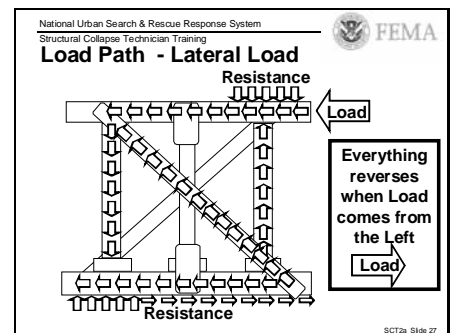 National Urban Search & Rescue Response System
Structural Collapse Technician Training
FEMA
Load Path - Lateral Load
Resistance
Load
Everything
reverses
when Load
comes from
the Left
Load
Resistance
SCT2a Slide 27